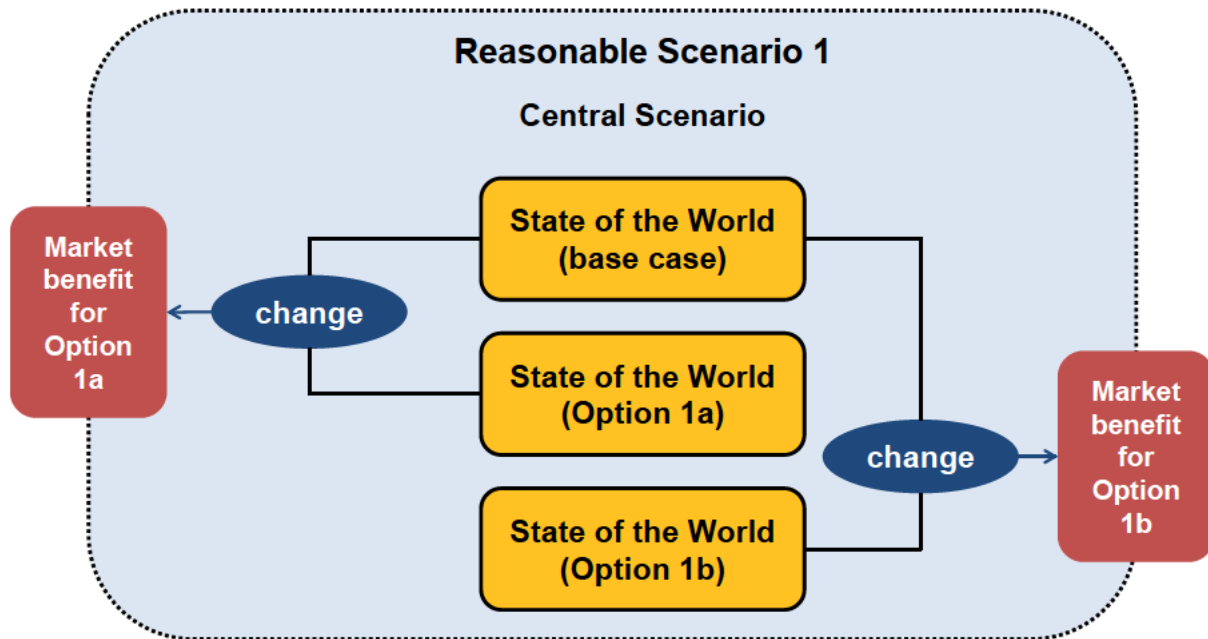 Reasonable Scenario 1
Central Scenario
State of the World
(base case)
Market
benefit
for
Option
1a
change
State of the World
(Option 1a)
change
Market
benefit
for
Option
1b
State of the World
(Option 1b)